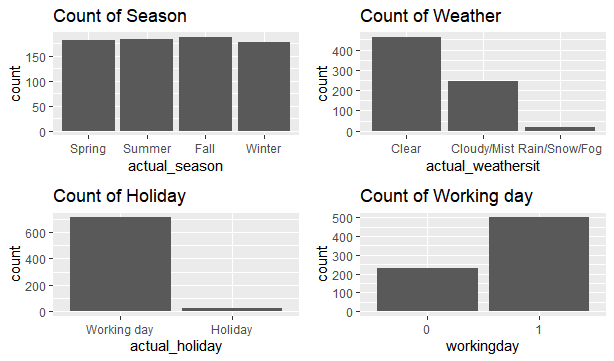 Count of Season
count
150
100
50
0
Spring Summer Fall Winter
actual_season
Count of Weather
count
400
300
200
100
0
Clear Cloudy/Mist Rain/Snow/Fog
actual_weathersit
Count of Holiday
count
600
400
200
0
Working day Holiday
actual_holiday
Count of Working day
count
500
400
300
200
100
0
0 1
workingday